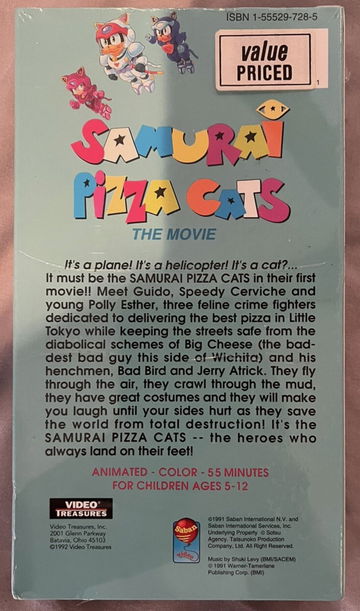 ISBN 1-55529-728-5
value
PRICED
1
SAMURAI
PIZZA CATS
THE MOVIE
It's a plane! It's a helicopter! It's a cat?...
It must be the SAMURAI PIZZA CATS in their first
movie!! Meet Guido, Speedy Cerviche and
young Polly Esther, three feline crime fighters
dedicated to delivering the best pizza in Little
Tokyo while keeping the streets safe from the
diabolical schemes of Big Cheese (the bad-
dest bad guy this side of Wichita) and his
henchmen, Bad Bird and Jerry Atrick. They fly
through the air, they crawl through the mud,
they have great costumes and they will make
you laugh until your sides hurt as they save
the world from total destruction! It's the
SAMURAI PIZZA CATS -- the heroes who
always land on their feet!
ANIMATED - COLOR - 55 MINUTES
FOR CHILDREN AGES 5-12
VIDEO
TREASURES
Video Treasures, Inc.
2001 Glenn Parkway
Batavia, Ohio 45103
©1992 Video Treasures
Saban
Video
©1991 Saban International N.V. and
Saban International Services, Inc.
Underlying Property © Sotsu
Agency. Tatsunoko Production
Company, Ltd. All Right Reserved.
Music by Shuki Levy (BMI/SACEM)
© 1991 Warner-Tamerlane
Publishing Corp. (BMI)